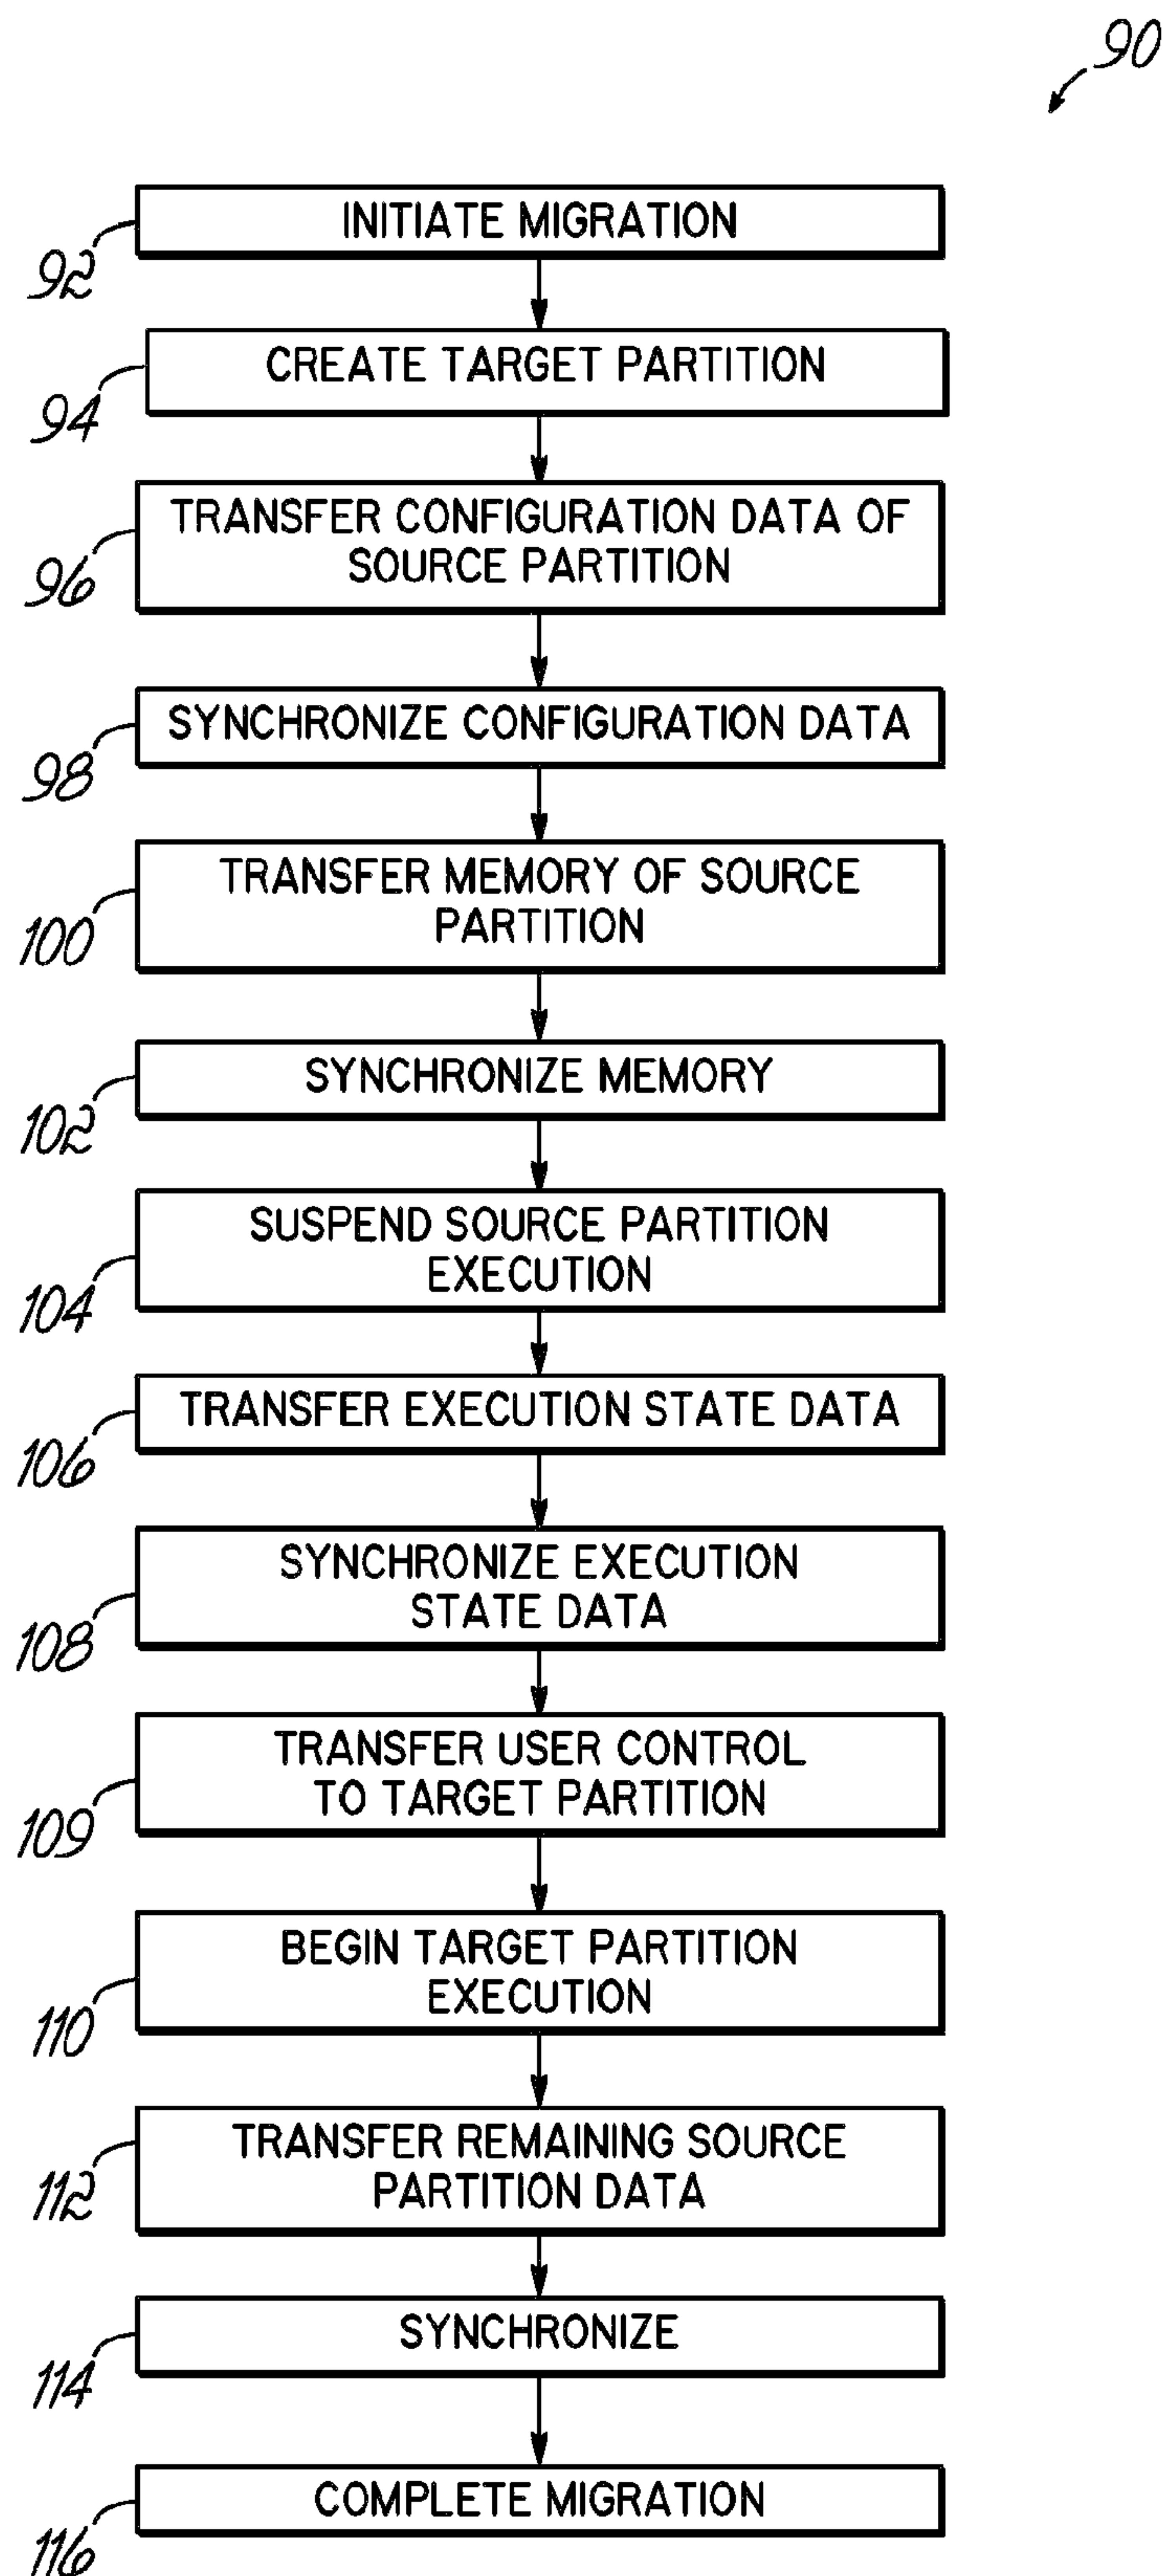 90
INITIATE MIGRATION
92
CREATE TARGET PARTITION
94
TRANSFER CONFIGURATION DATA OF
SOURCE PARTITION
96
SYNCHRONIZE CONFIGURATION DATA
98
TRANSFER MEMORY OF SOURCE
PARTITION
100
SYNCHRONIZE MEMORY
102
SUSPEND SOURCE PARTITION
EXECUTION
104
TRANSFER EXECUTION STATE DATA
106
SYNCHRONIZE EXECUTION
STATE DATA
108
TRANSFER USER CONTROL
TO TARGET PARTITION
109
BEGIN TARGET PARTITION
EXECUTION
110
TRANSFER REMAINING SOURCE
PARTITION DATA
112
SYNCHRONIZE
114
COMPLETE MIGRATION
116